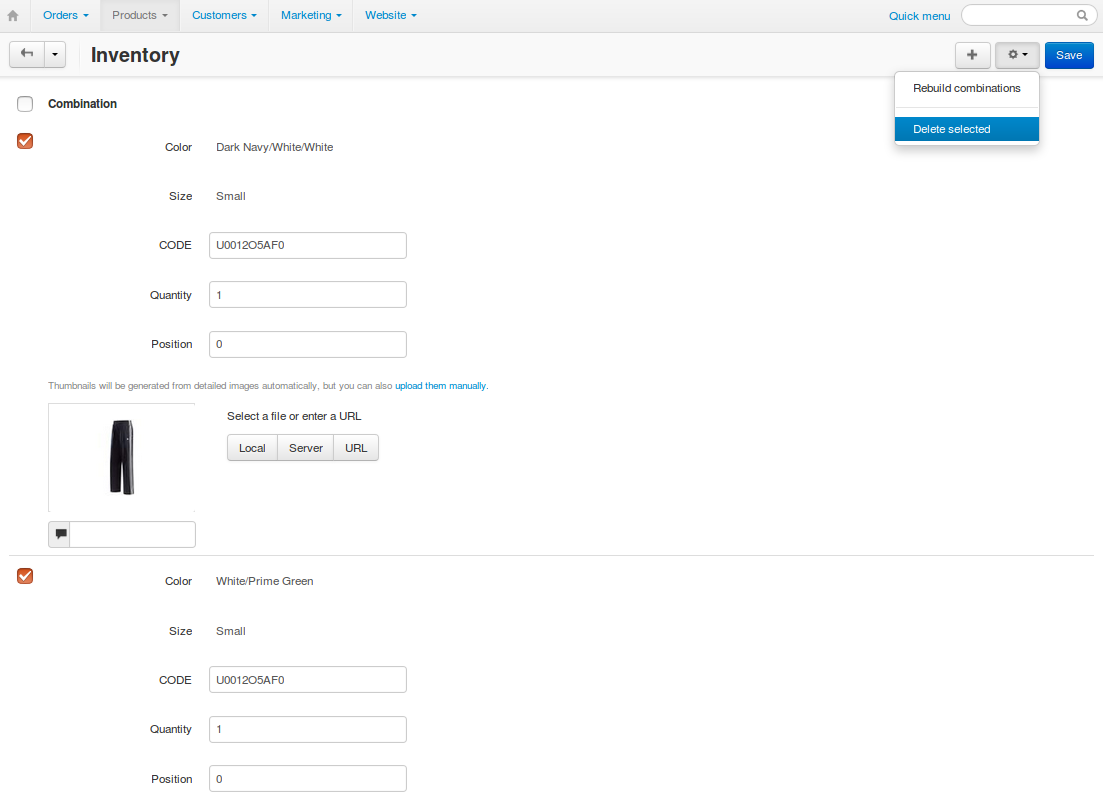 Orders Products Customers Marketing Website Quick menu
Inventory Save
Rebuild combinations
Delete selected
Combination
Color Dark Navy/White/White
Size Small
CODE U0012O5AF0
Quantity 1
Position 0
Thumbnails will be generated from detailed images automatically, but you can also upload them manually.
Select a file or enter a URL
Local Server URL
Color White/Prime Green
Size Small
CODE U0012O5AF0
Quantity 1
Position 0